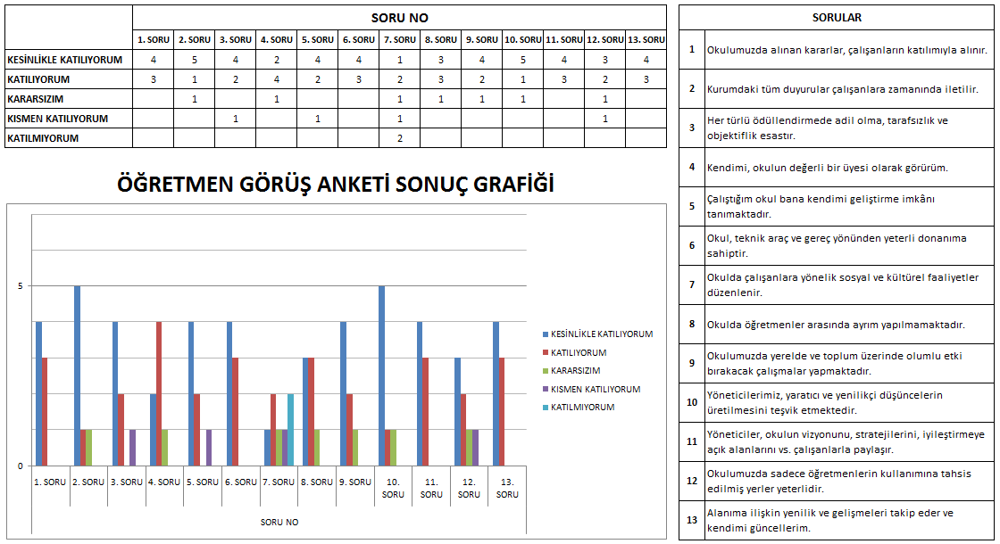 SORU NO
1. SORU 2. SORU 3. SORU 4. SORU 5. SORU 6. SORU 7. SORU 8. SORU 9. SORU 10. SORU 11. SORU 12. SORU 13. SORU
KESİNLİKLE KATILIYORUM 4 5 4 2 4 4 1 3 4 5 4 3 4
KATILIYORUM 3 1 2 4 2 3 2 3 2 1 3 2 3
KARARSIZIM 1 1 1 1 1 1 1
KISMEN KATILIYORUM 1 1 1 1
KATILMIYORUM 2
ÖĞRETMEN GÖRÜŞ ANKETİ SONUÇ GRAFİĞİ
5
0
KESİNLİKLE KATILIYORUM
KATILIYORUM
KARARSIZIM
KISMEN KATILIYORUM
KATILMIYORUM
1. SORU 2. SORU 3. SORU 4. SORU 5. SORU 6. SORU 7. SORU 8. SORU 9. SORU 10. SORU 11. SORU 12. SORU 13. SORU
SORU NO
SORULAR
1 Okulumuzda alınan kararlar, çalışanların katılımıyla alınır.
2 Kurumdaki tüm duyurular çalışanlara zamanında iletilir.
3 Her türlü ödüllendirmede adil olma, tarafsızlık ve
objektiflik esastır.
4 Kendimi, okulun değerli bir üyesi olarak görürüm.
5 Çalıştığım okul bana kendimi geliştirme imkânı
tanımaktadır.
6 Okul, teknik araç ve gereç yönünden yeterli donanıma
sahiptir.
7 Okulda çalışanlara yönelik sosyal ve kültürel faaliyetler
düzenlenir.
8 Okulda öğretmenler arasında ayrım yapılmamaktadır.
9 Okulumuzda yerelde ve toplum üzerinde olumlu etki
bırakacak çalışmalar yapmaktadır.
10 Yöneticilerimiz, yaratıcı ve yenilikçi düşüncelerin
üretilmesini teşvik etmektedir.
11 Yöneticiler, okulun vizyonunu, stratejilerini, iyileştirmeye
açık alanlarını vs. çalışanlarla paylaşır.
12 Okulumuzda sadece öğretmenlerin kullanımına tahsis
edilmiş yerler yeterlidir.
13 Alanıma ilişkin yenilik ve gelişmeleri takip eder ve
kendimi güncellerim.